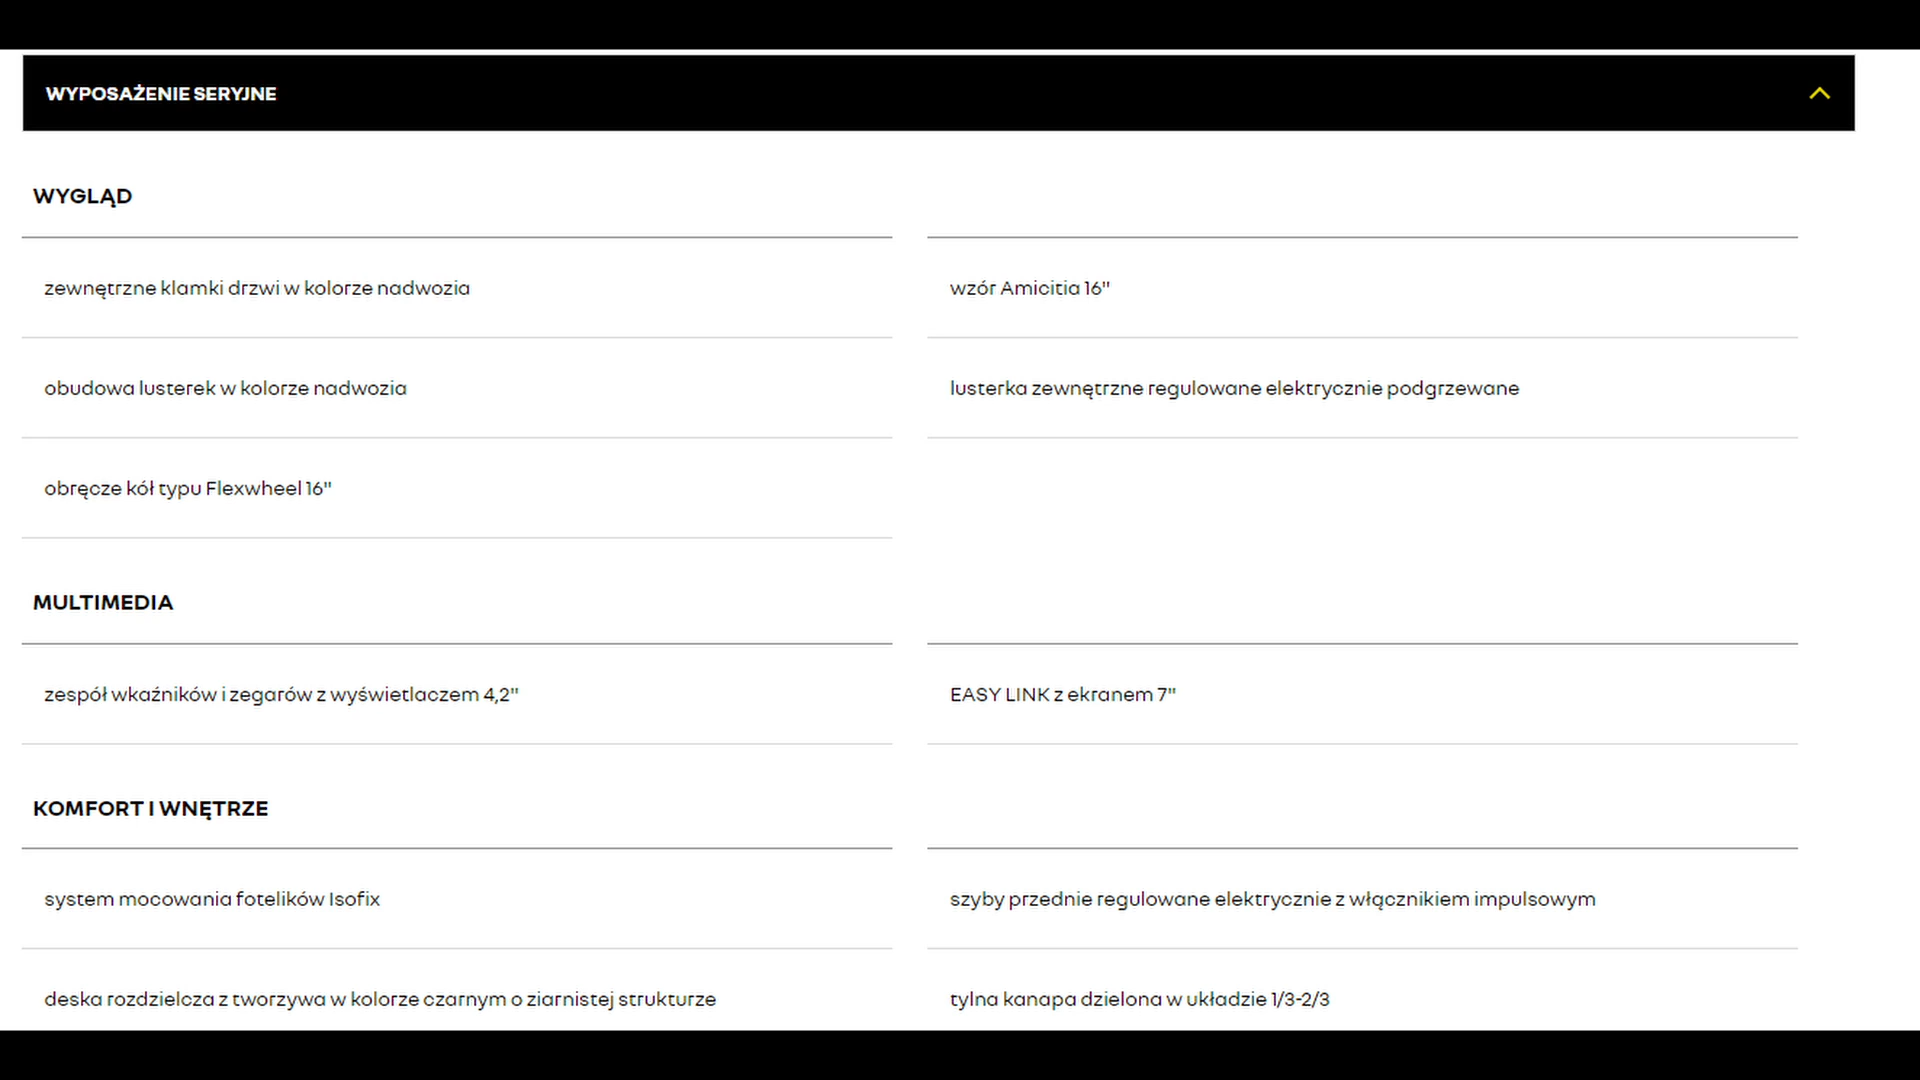 WYPOSAŻENIE SERYJNE
WYGLĄD
zewnętrzne klamki drzwi w kolorze nadwozia
wzór Amicitia 16"
obudowa lusterek w kolorze nadwozia
lusterka zewnętrzne regulowane elektrycznie podgrzewane
obręcze kół typu Flexwheel 16"
MULTIMEDIA
zespół wkaźników i zegarów z wyświetlaczem 4,2"
EASY LINK z ekranem 7"
KOMFORT I WNĘTRZE
system mocowania fotelików Isofix
szyby przednie regulowane elektrycznie z włącznikiem impulsowym
deska rozdzielcza z tworzywa w kolorze czarnym o ziarnistej strukturze
tylna kanapa dzielona w układzie 1/3-2/3